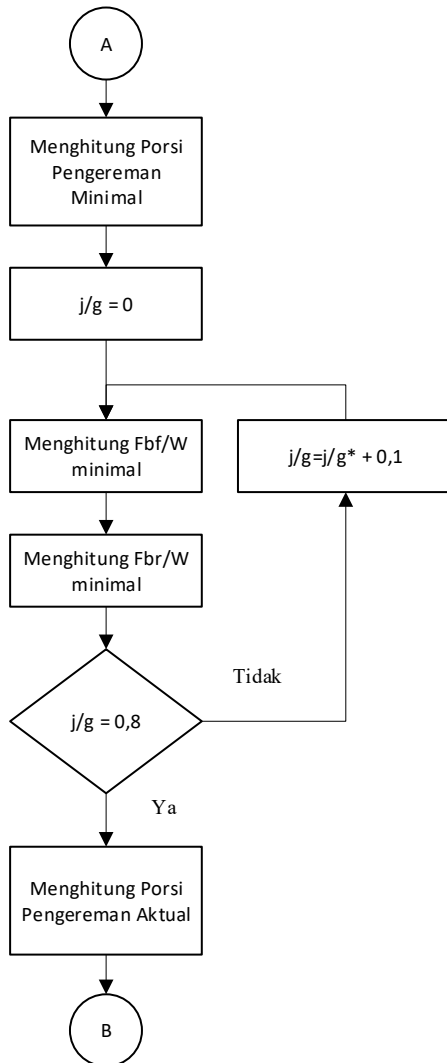 A
Menghitung Porsi
Pengereman
Minimal
j/g = 0
Menghitung Fbf/W
minimal
j/g=j/g* + 0,1
Menghitung Fbr/W
minimal
Tidak
j/g = 0,8
Ya
Menghitung Porsi
Pengereman Aktual
B